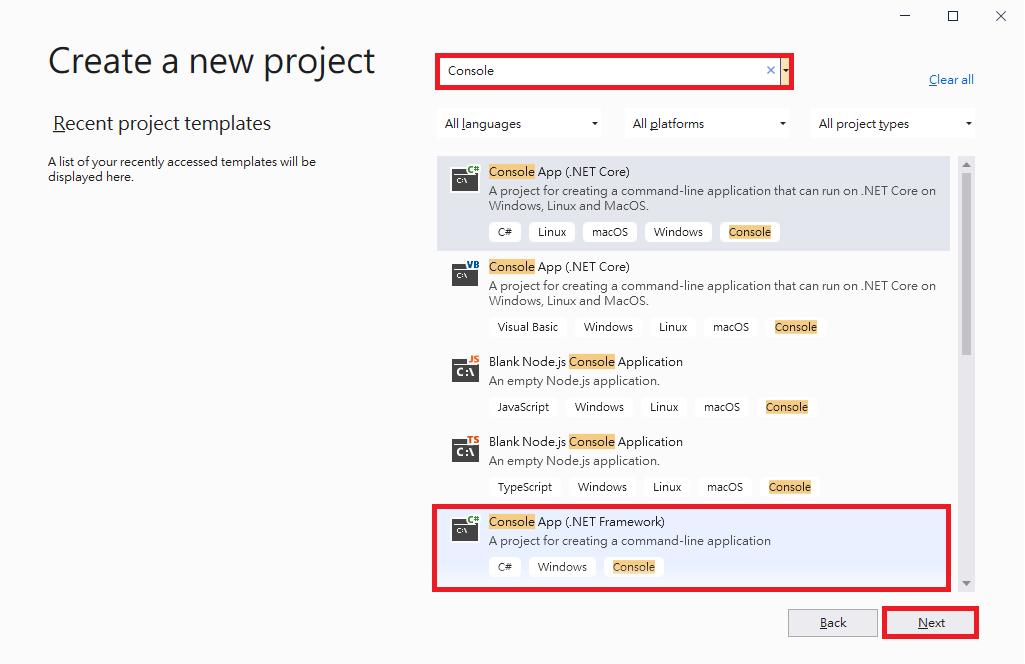 Create a new project
Recent project templates
A list of your recently accessed templates will be
displayed here.
Console
Clear all
All languages
All platforms
All project types
C#
C:\
Console App (.NET Core)
A project for creating a command-line application that can run on .NET Core on
Windows, Linux and MacOS.
C# Linux macOS Windows Console
VB
C:\
Console App (.NET Core)
A project for creating a command-line application that can run on .NET Core on
Windows, Linux and MacOS.
Visual Basic Windows Linux macOS Console
JS
C:\
Blank Node.js Console Application
An empty Node.js application.
JavaScript Windows Linux macOS Console
TS
C:\
Blank Node.js Console Application
An empty Node.js application.
TypeScript Windows Linux macOS Console
C#
C:\
Console App (.NET Framework)
A project for creating a command-line application
C# Windows Console
Back
Next